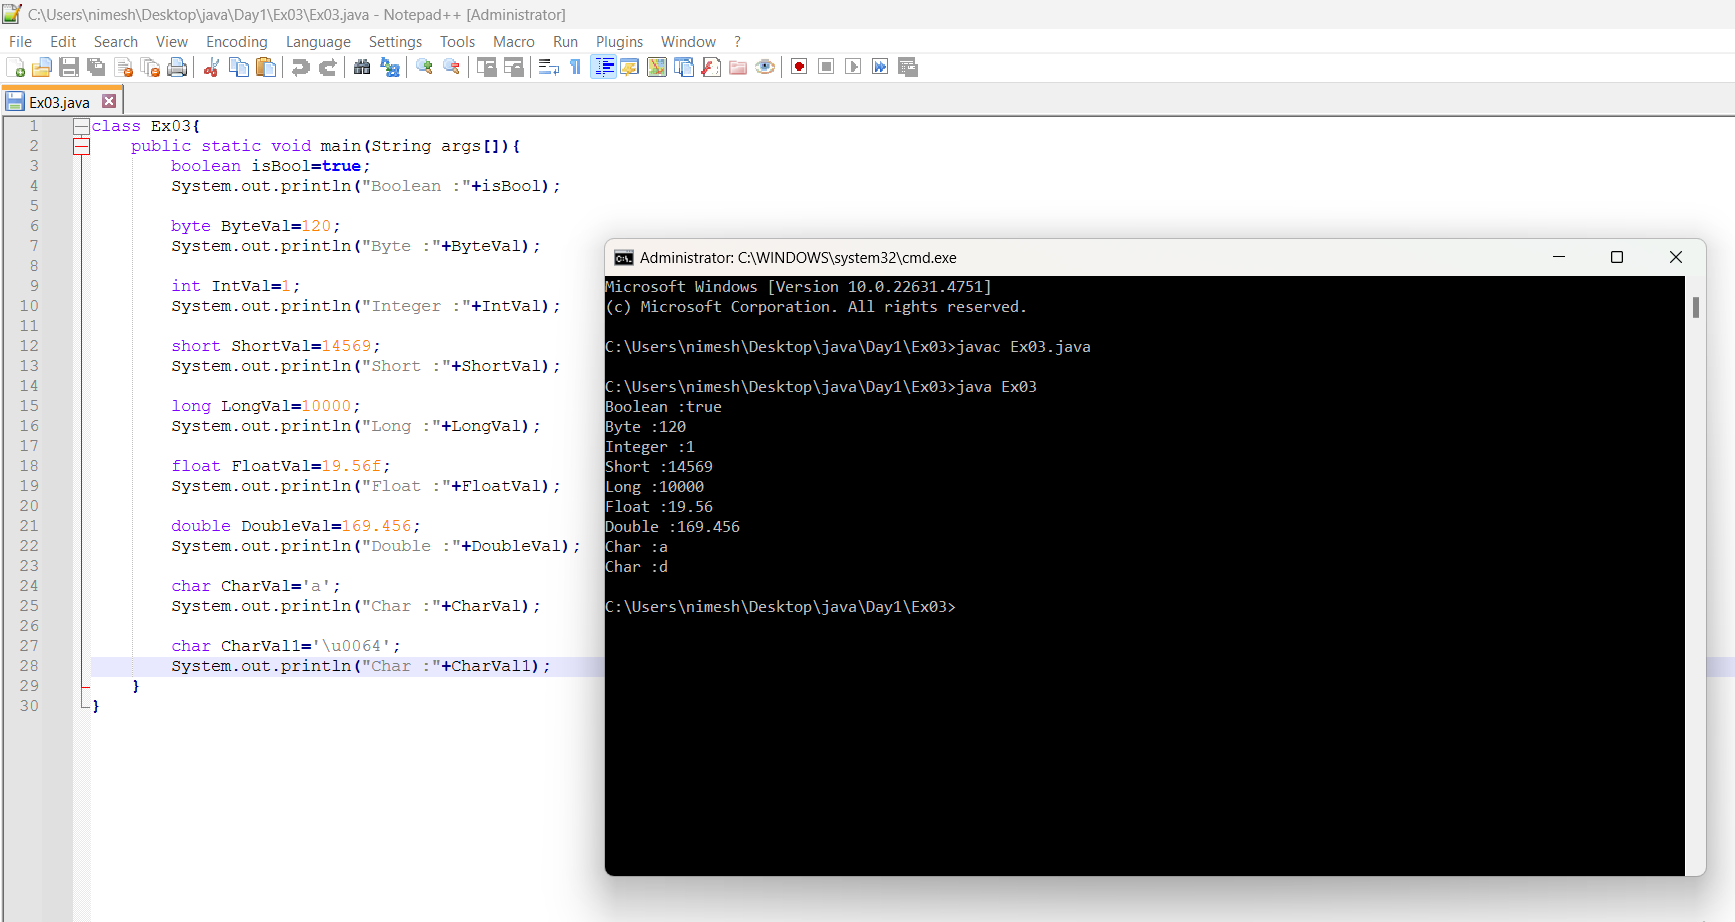 C:\Users\nimesh\Desktop\java\Day1\Ex03\Ex03.java - Notepad++ [Administrator]
File Edit Search View Encoding Language Settings Tools Macro Run Plugins Window ?
Ex03.java
1 class Ex03{
2 public static void main(String args[]){
3 boolean isBool=true;
4 System.out.println("Boolean :"+isBool);
5
6 byte ByteVal=120;
7 System.out.println("Byte :"+ByteVal);
8
9 int IntVal=1;
10 System.out.println("Integer :"+IntVal);
11
12 short ShortVal=14569;
13 System.out.println("Short :"+ShortVal);
14
15 long LongVal=10000;
16 System.out.println("Long :"+LongVal);
17
18 float FloatVal=19.56f;
19 System.out.println("Float :"+FloatVal);
20
21 double DoubleVal=169.456;
22 System.out.println("Double :"+DoubleVal);
23
24 char CharVal='a';
25 System.out.println("Char :"+CharVal);
26
27 char CharVal1='\u0064';
28 System.out.println("Char :"+CharVal1);
29 }
30 }
Administrator: C:\WINDOWS\system32\cmd.exe
Microsoft Windows [Version 10.0.22631.4751]
(c) Microsoft Corporation. All rights reserved.
C:\Users\nimesh\Desktop\java\Day1\Ex03>javac Ex03.java
C:\Users\nimesh\Desktop\java\Day1\Ex03>java Ex03
Boolean :true
Byte :120
Integer :1
Short :14569
Long :10000
Float :19.56
Double :169.456
Char :a
Char :d
C:\Users\nimesh\Desktop\java\Day1\Ex03>